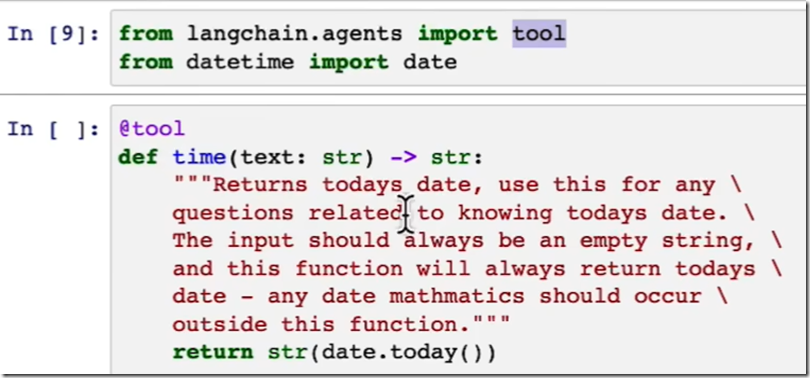 In [9]: from langchain.agents import tool
from datetime import date
In [ ]: @tool
def time(text: str) -> str:
"""Returns todays date, use this for any \
questions related to knowing todays date. \
The input should always be an empty string, \
and this function will always return todays \
date - any date mathmatics should occur \
outside this function."""
return str(date.today())